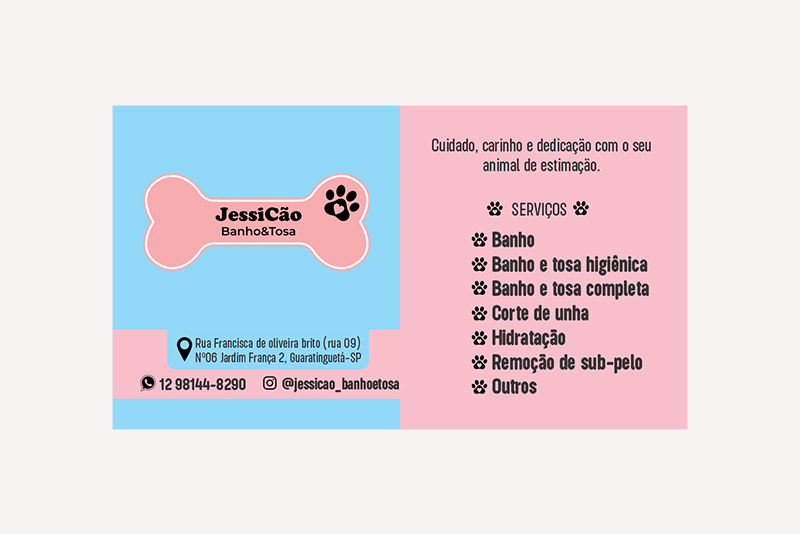 JessiCão
Banho&Tosa
Rua Francisca de oliveira brito (rua 09)
Nº06 Jardim França 2, Guaratinguetá-SP
12 98144-8290
@jessicao_banhoetosa
Cuidado, carinho e dedicação com o seu
animal de estimação.
SERVIÇOS
Banho
Banho e tosa higiênica
Banho e tosa completa
Corte de unha
Hidratação
Remoção de sub-pelo
Outros